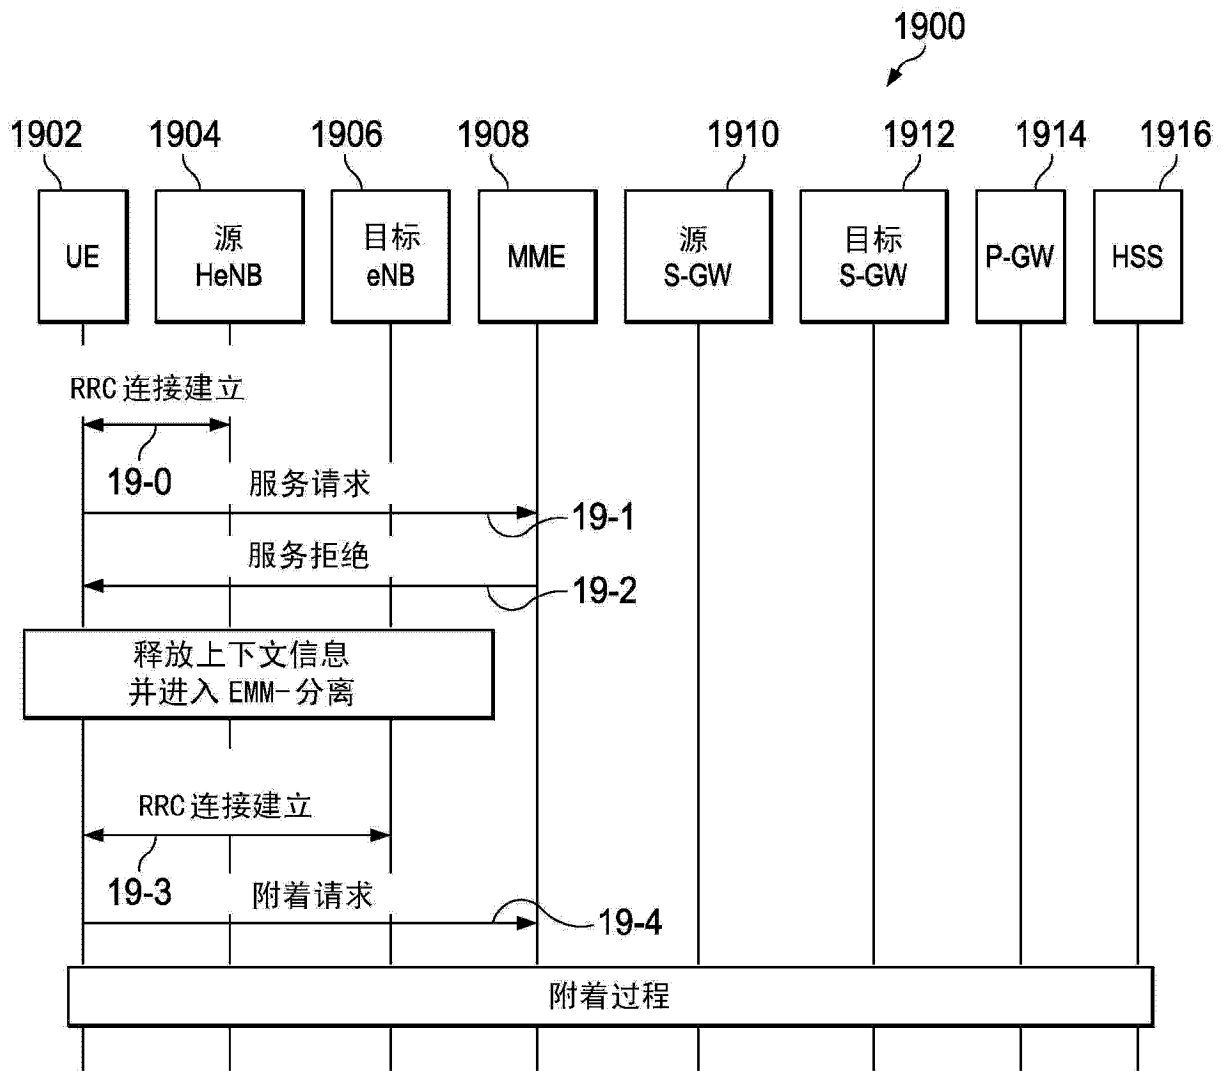 1900
1902 1904 1906 1908 1910 1912 1914 1916
UE
源
HeNB
目标
eNB
MME
源
S-GW
目标
S-GW
P-GW
HSS
RRC 连接建立
19-0
服务请求
19-1
服务拒绝
19-2
释放上下文信息
并进入 EMM-分离
RRC 连接建立
19-3
附着请求
19-4
附着过程